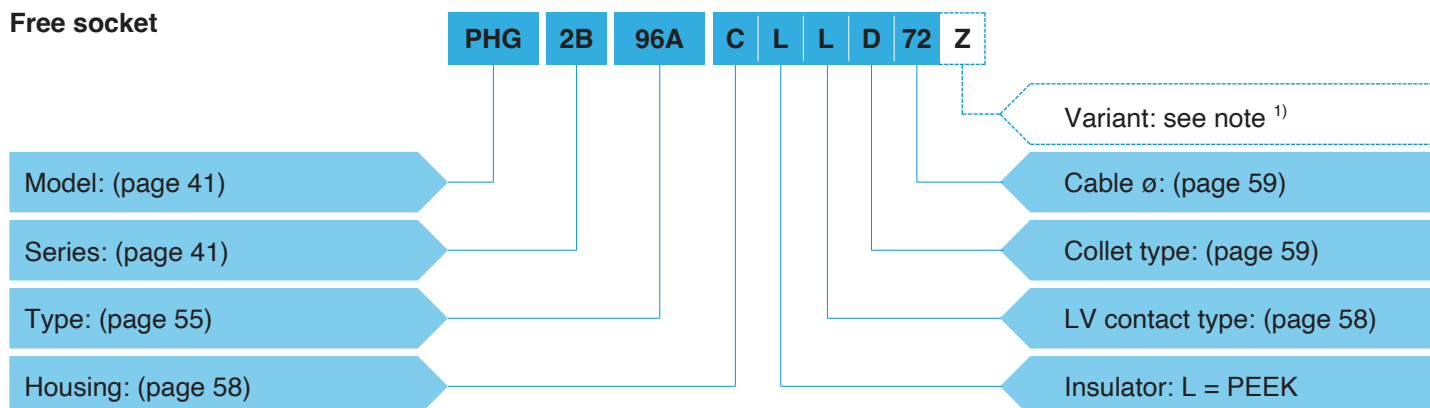 Free socket
PHG 2B 96A C L L D 72 Z
Variant: see note 1)
Model: (page 41)
Cable ø: (page 59)
Series: (page 41)
Collet type: (page 59)
Type: (page 55)
LV contact type: (page 58)
Housing: (page 58)
Insulator: L = PEEK